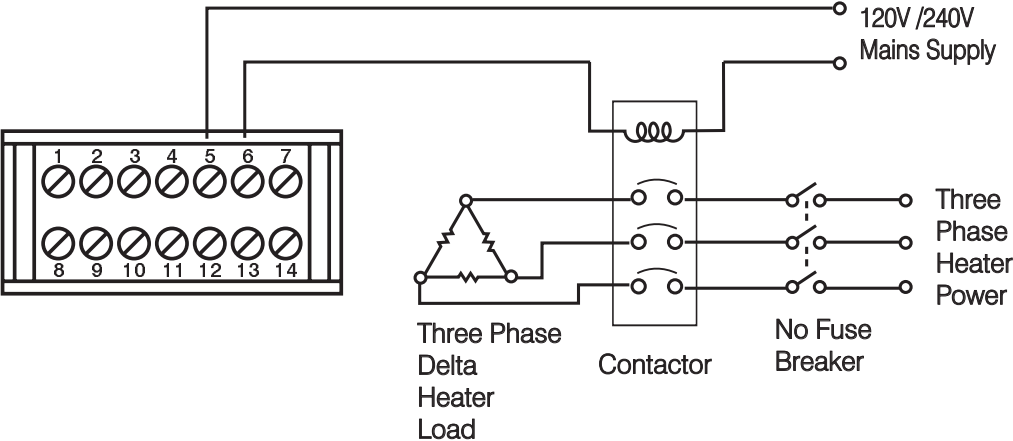 120V /240V
Mains Supply
1 2 3 4 5 6 7
8 9 10 11 12 13 14
Three
Phase
Heater
Power
Three Phase
Delta
Heater
Load
Contactor
No Fuse
Breaker